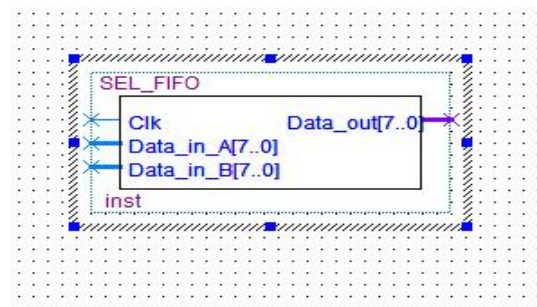 SEL_FIFO
Clk Data_out[7..0]
Data_in_A[7..0]
Data_in_B[7..0]
inst